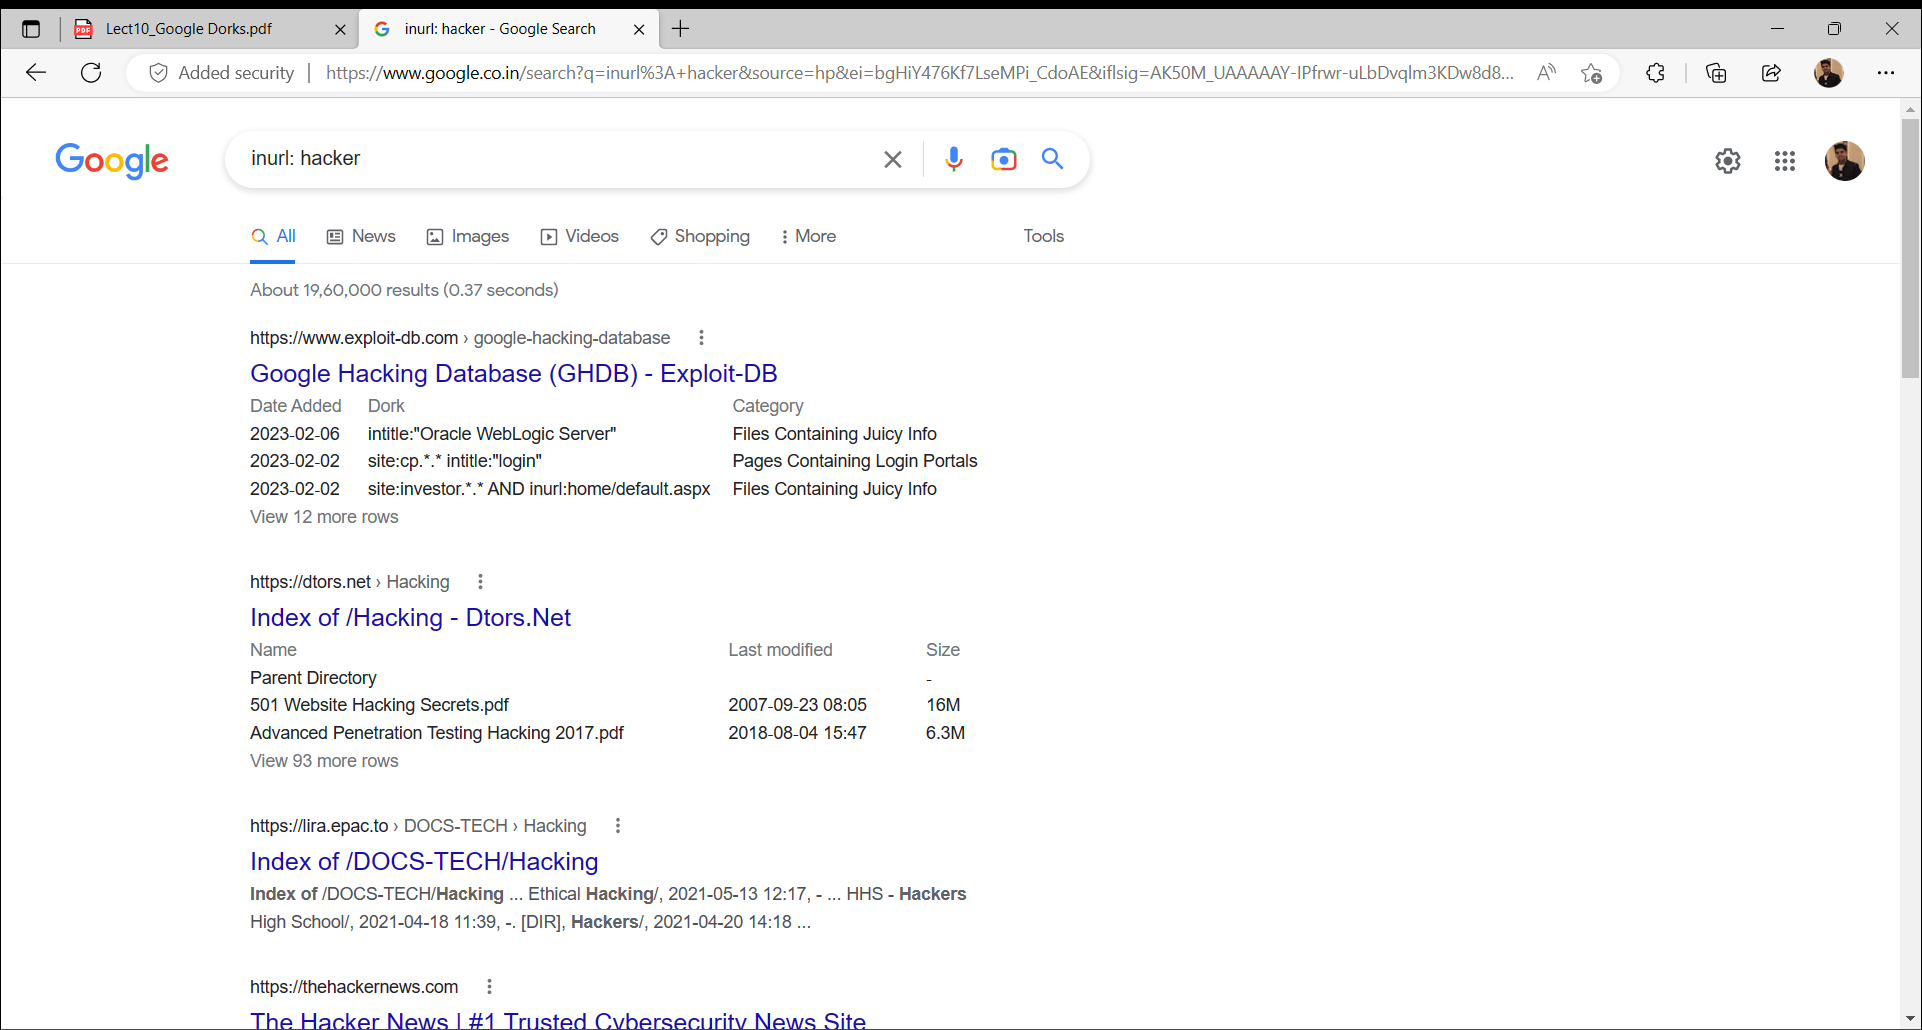 Lect10_Google Dorks.pdf
inurl: hacker - Google Search
Added security
https://www.google.co.in/search?q=inurl%3A+hacker&source=hp&ei=bgHiY476Kf7LseMPi_CdoAE&iflsig=AK50M_UAAAAAY-IPfrwr-uLbDvqlm3KDw8d8...
Google
inurl: hacker
All News Images Videos Shopping More Tools
About 19,60,000 results (0.37 seconds)
https://www.exploit-db.com › google-hacking-database
Google Hacking Database (GHDB) - Exploit-DB
Date Added Dork Category
2023-02-06 intitle:"Oracle WebLogic Server" Files Containing Juicy Info
2023-02-02 site:cp.*.* intitle:"login" Pages Containing Login Portals
2023-02-02 site:investor.*.* AND inurl:home/default.aspx Files Containing Juicy Info
View 12 more rows
https://dtors.net › Hacking
Index of /Hacking - Dtors.Net
Name Last modified Size
Parent Directory -
501 Website Hacking Secrets.pdf 2007-09-23 08:05 16M
Advanced Penetration Testing Hacking 2017.pdf 2018-08-04 15:47 6.3M
View 93 more rows
https://lira.epac.to › DOCS-TECH › Hacking
Index of /DOCS-TECH/Hacking
Index of /DOCS-TECH/Hacking ... Ethical Hacking/, 2021-05-13 12:17, - ... HHS - Hackers
High School/, 2021-04-18 11:39, -. [DIR], Hackers/, 2021-04-20 14:18 ...
https://thehackernews.com
The Hacker News | #1 Trusted Cybersecurity News Site